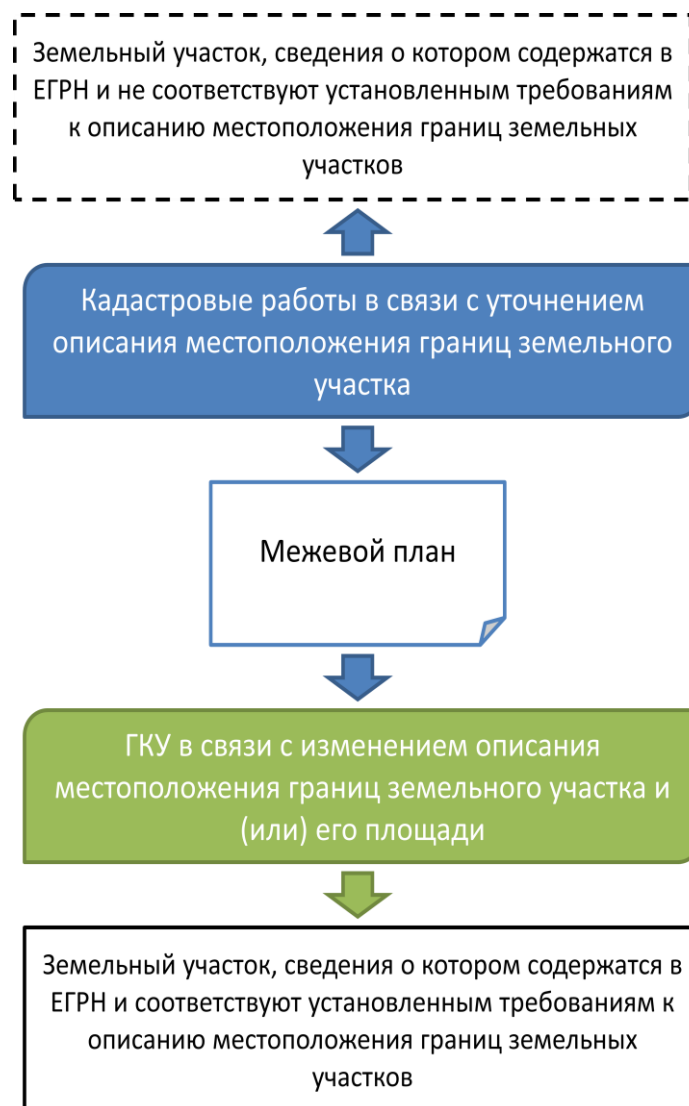 Земельный участок, сведения о котором содержатся в
ЕГРН и не соответствуют установленным требованиям
к описанию местоположения границ земельных
участков
Кадастровые работы в связи с уточнением
описания местоположения границ земельного
участка
Межевой план
ГКУ в связи с изменением описания
местоположения границ земельного участка и
(или) его площади
Земельный участок, сведения о котором содержатся в
ЕГРН и соответствуют установленным требованиям к
описанию местоположения границ земельных
участков